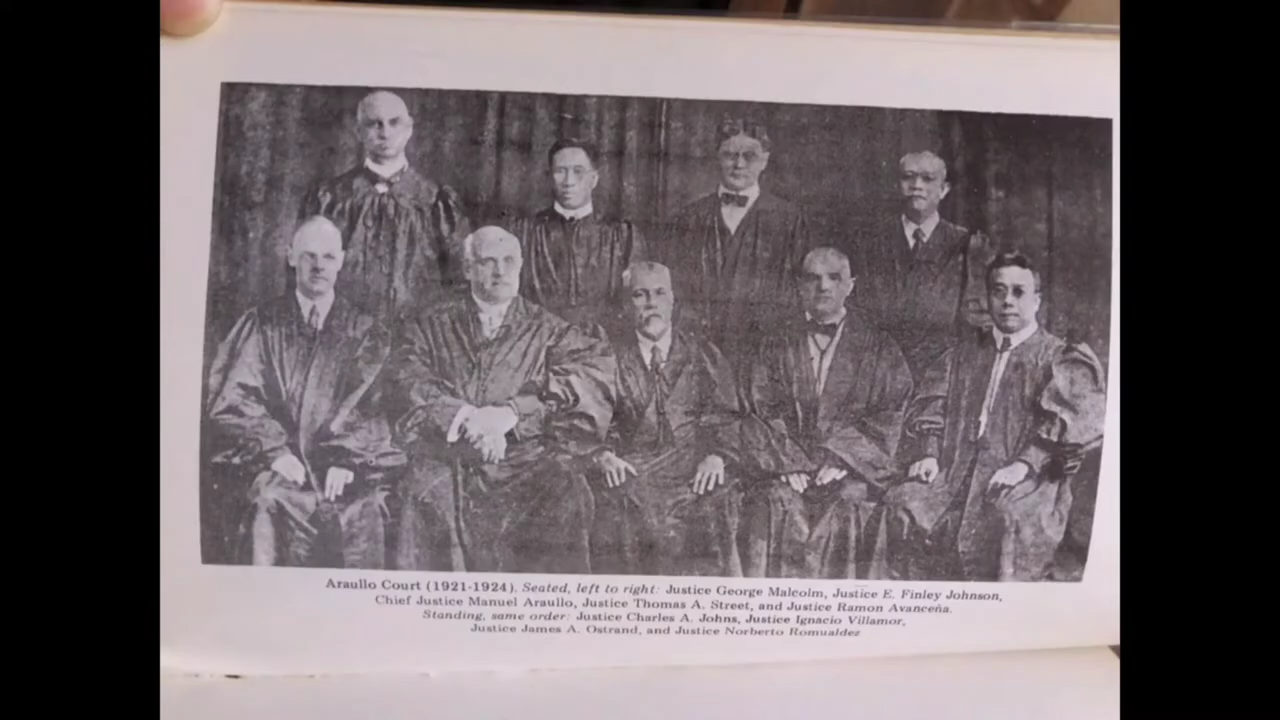 Araullo Court (1921-1924). Seated, left to right: Justice George Malcolm, Justice E. Finley Johnson,
Chief Justice Manuel Araullo, Justice Thomas A. Street, and Justice Ramon Avanceña.
Standing, same order: Justice Charles A. Johns, Justice Ignacio Villamor,
Justice James A. Ostrand, and Justice Norberto Romualdez